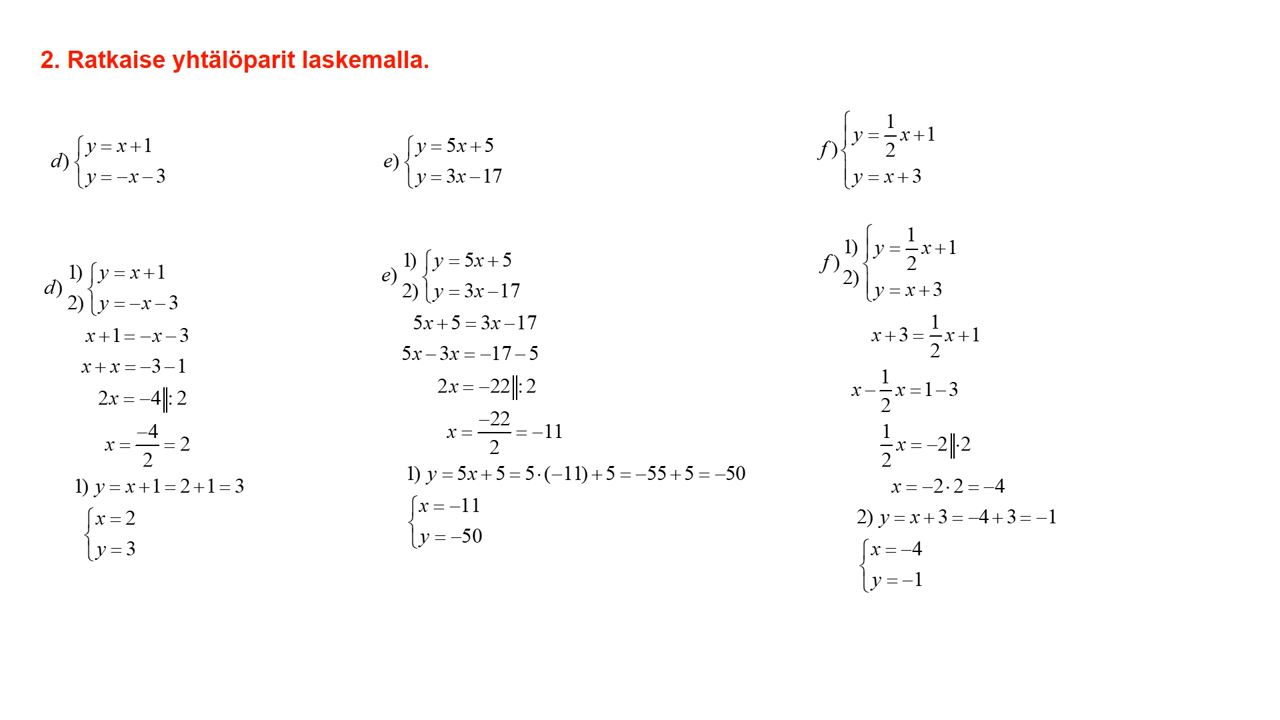 2. Ratkaise yhtälöparit laskemalla.
d) { y = x + 1
y = −x − 3
e) { y = 5x + 5
y = 3x − 17
f) { y = 1/2 x + 1
y = x + 3
d) 1) { y = x + 1
2) y = −x − 3
x + 1 = −x − 3
x + x = −3 − 1
2x = −4 ‖: 2
x = −4/2 = 2
1) y = x + 1 = 2 + 1 = 3
{ x = 2
y = 3
e) 1) { y = 5x + 5
2) y = 3x − 17
5x + 5 = 3x − 17
5x − 3x = −17 − 5
2x = −22 ‖: 2
x = −22/2 = −11
1) y = 5x + 5 = 5·(−11) + 5 = −55 + 5 = −50
{ x = −11
y = −50
f) 1) { y = 1/2 x + 1
2) y = x + 3
x + 3 = 1/2 x + 1
x − 1/2 x = 1 − 3
1/2 x = −2 ‖·2
x = −2·2 = −4
2) y = x + 3 = −4 + 3 = −1
{ x = −4
y = −1